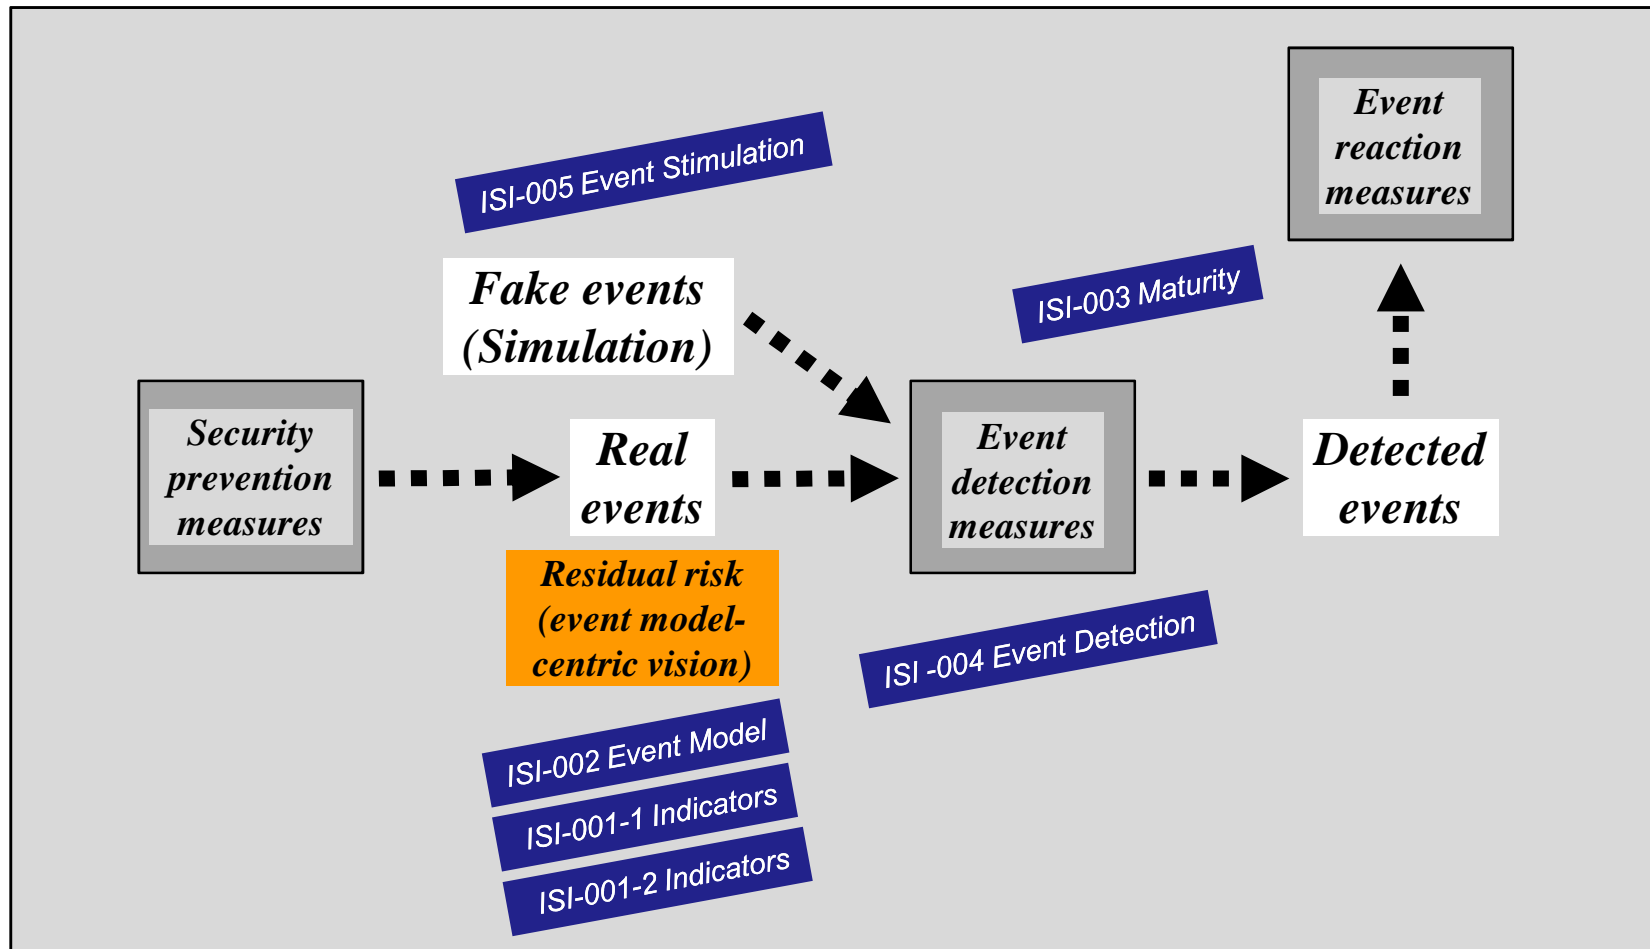 Event
reaction
measures
ISI-005 Event Stimulation
Fake events
(Simulation)
ISI-003 Maturity
Security
prevention
measures
Real
events
Event
detection
measures
Detected
events
Residual risk
(event model-
centric vision)
ISI -004 Event Detection
ISI-002 Event Model
ISI-001-1 Indicators
ISI-001-2 Indicators